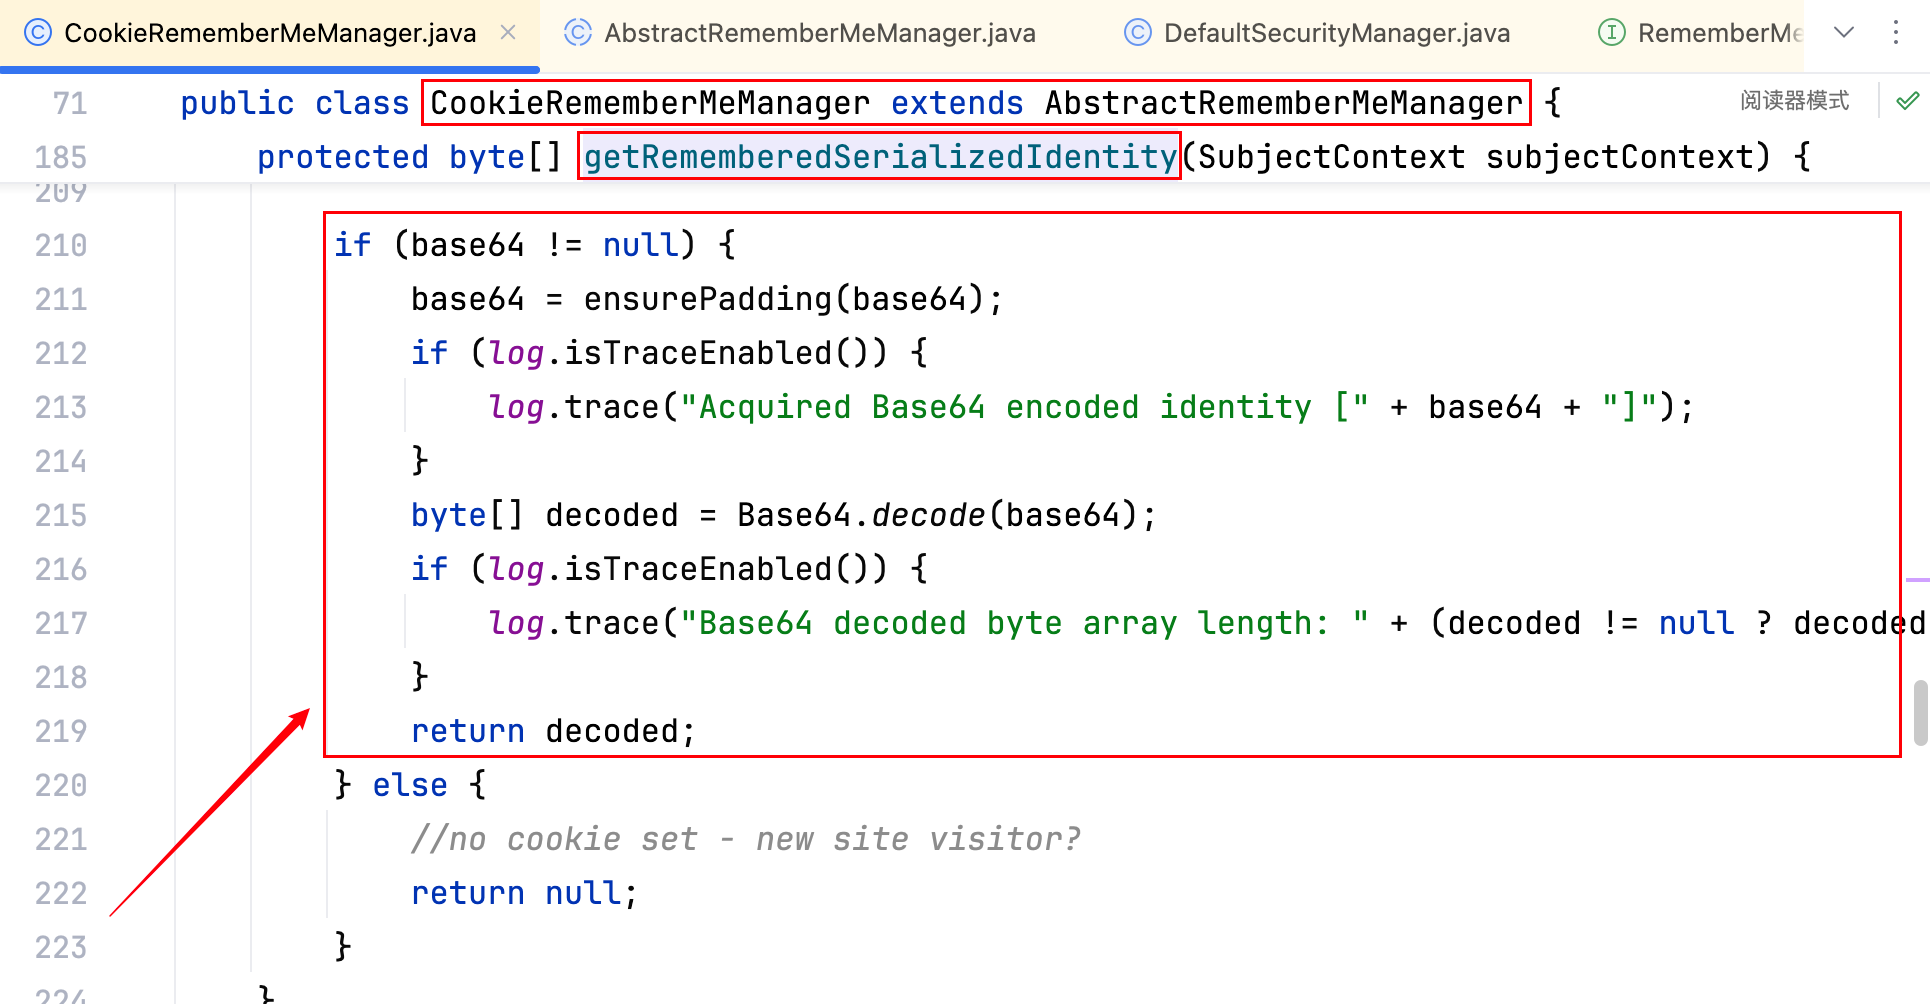 CookieRememberMeManager.java AbstractRememberMeManager.java DefaultSecurityManager.java RememberMe
71 public class CookieRememberMeManager extends AbstractRememberMeManager { 阅读器模式
185 protected byte[] getRememberedSerializedIdentity(SubjectContext subjectContext) {
209
210 if (base64 != null) {
211 base64 = ensurePadding(base64);
212 if (log.isTraceEnabled()) {
213 log.trace("Acquired Base64 encoded identity [" + base64 + "]");
214 }
215 byte[] decoded = Base64.decode(base64);
216 if (log.isTraceEnabled()) {
217 log.trace("Base64 decoded byte array length: " + (decoded != null ? decoded
218 }
219 return decoded;
220 } else {
221 //no cookie set - new site visitor?
222 return null;
223 }
224 }